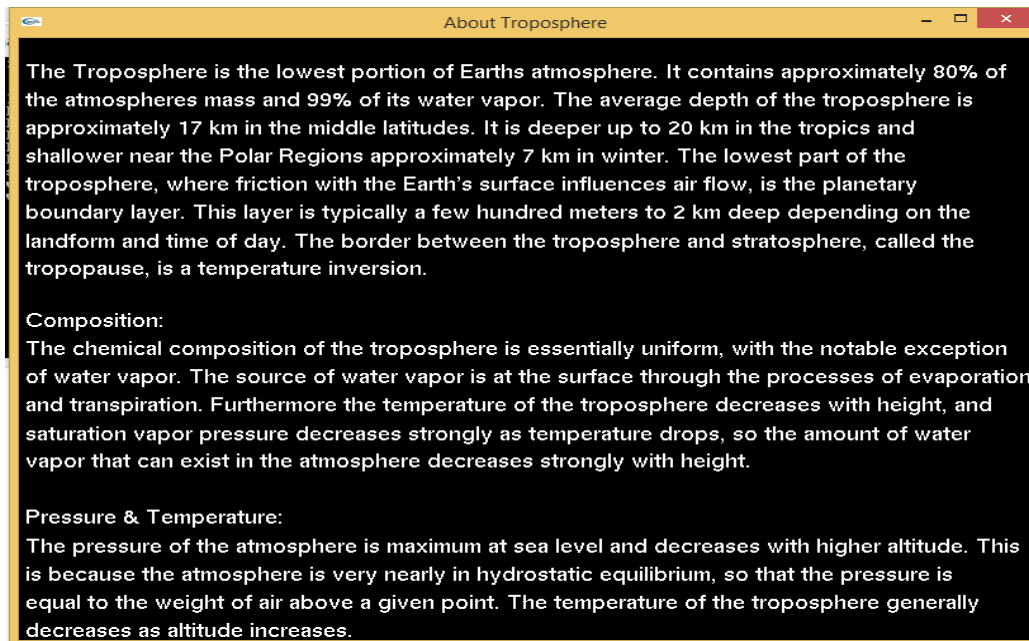 About Troposphere
The Troposphere is the lowest portion of Earths atmosphere. It contains approximately 80% of
the atmospheres mass and 99% of its water vapor. The average depth of the troposphere is
approximately 17 km in the middle latitudes. It is deeper up to 20 km in the tropics and
shallower near the Polar Regions approximately 7 km in winter. The lowest part of the
troposphere, where friction with the Earth's surface influences air flow, is the planetary
boundary layer. This layer is typically a few hundred meters to 2 km deep depending on the
landform and time of day. The border between the troposphere and stratosphere, called the
tropopause, is a temperature inversion.
Composition:
The chemical composition of the troposphere is essentially uniform, with the notable exception
of water vapor. The source of water vapor is at the surface through the processes of evaporation
and transpiration. Furthermore the temperature of the troposphere decreases with height, and
saturation vapor pressure decreases strongly as temperature drops, so the amount of water
vapor that can exist in the atmosphere decreases strongly with height.
Pressure & Temperature:
The pressure of the atmosphere is maximum at sea level and decreases with higher altitude. This
is because the atmosphere is very nearly in hydrostatic equilibrium, so that the pressure is
equal to the weight of air above a given point. The temperature of the troposphere generally
decreases as altitude increases.